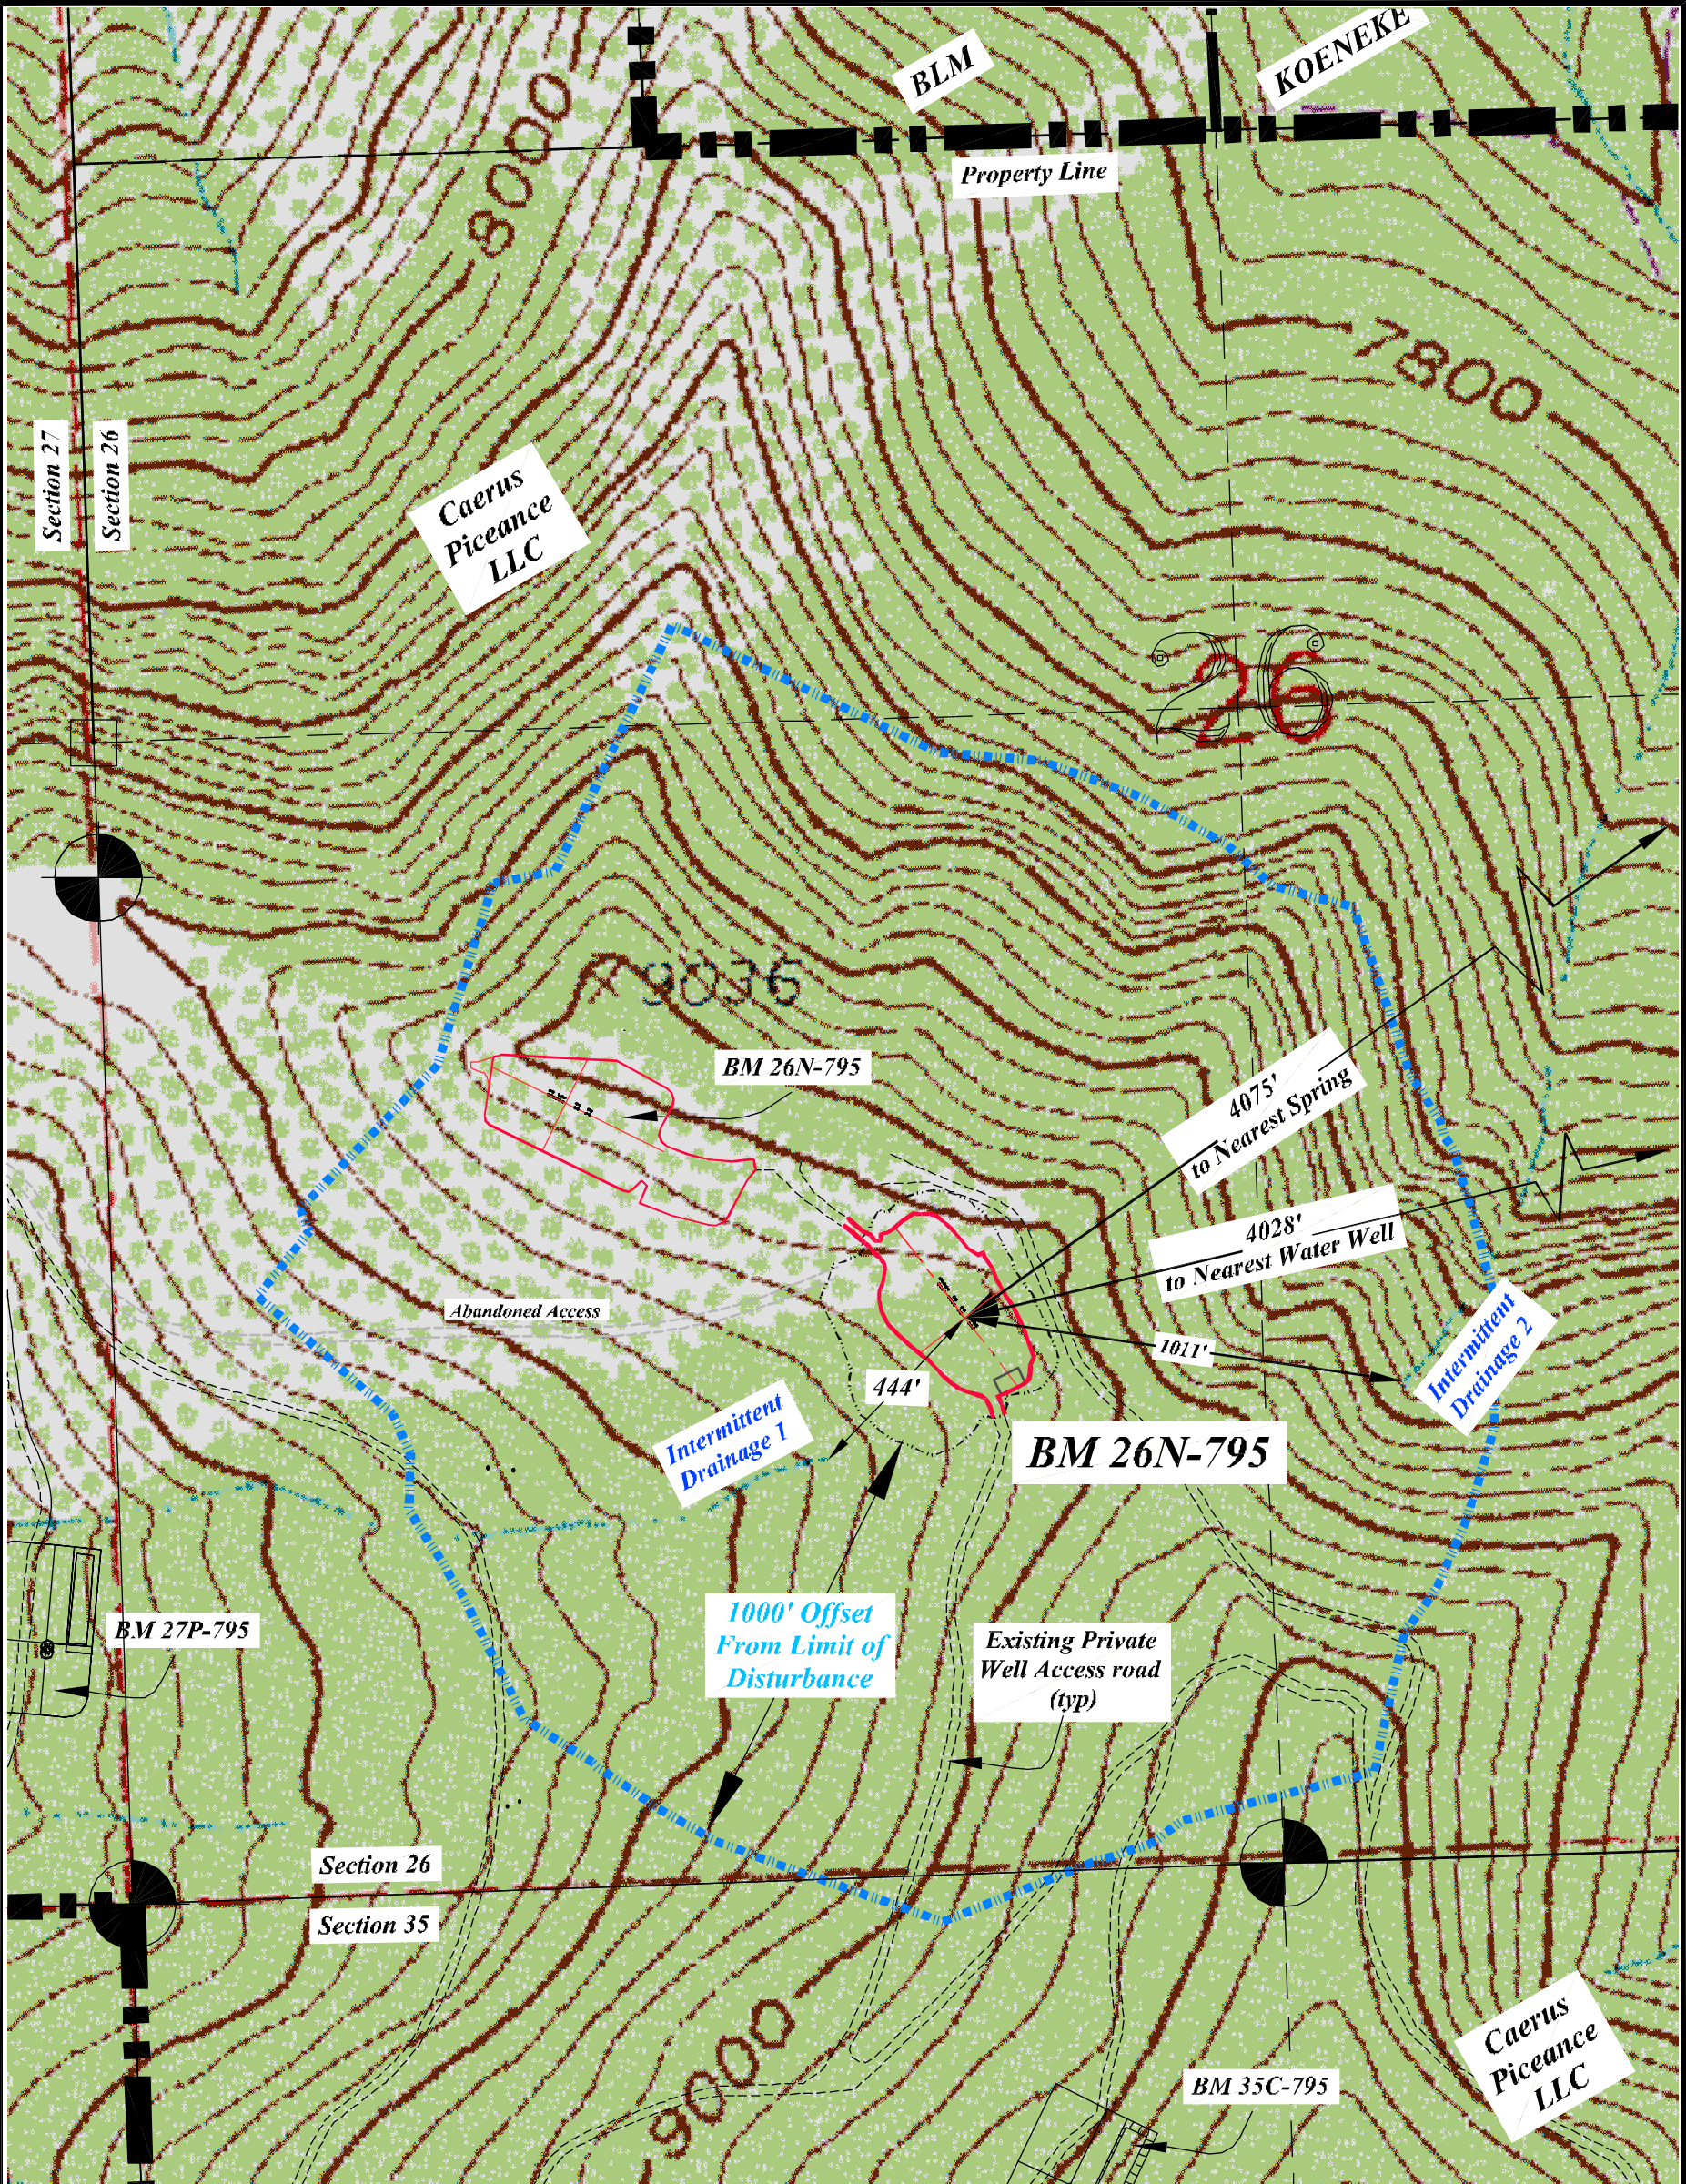 BLM
KOENEKE
8000
Property Line
7800
Section 27
Section 26
Caerus
Piceance
LLC
26
26
9036
BM 26N-795
4075'
to Nearest Spring
4028'
to Nearest Water Well
Abandoned Access
1011'
Intermittent
Drainage 2
444'
Intermittent
Drainage 1
BM 26N-795
1000' Offset
From Limit of
Disturbance
BM 27P-795
Existing Private
Well Access road
(typ)
Section 26
Section 35
9000
Caerus
Piceance
LLC
BM 35C-795